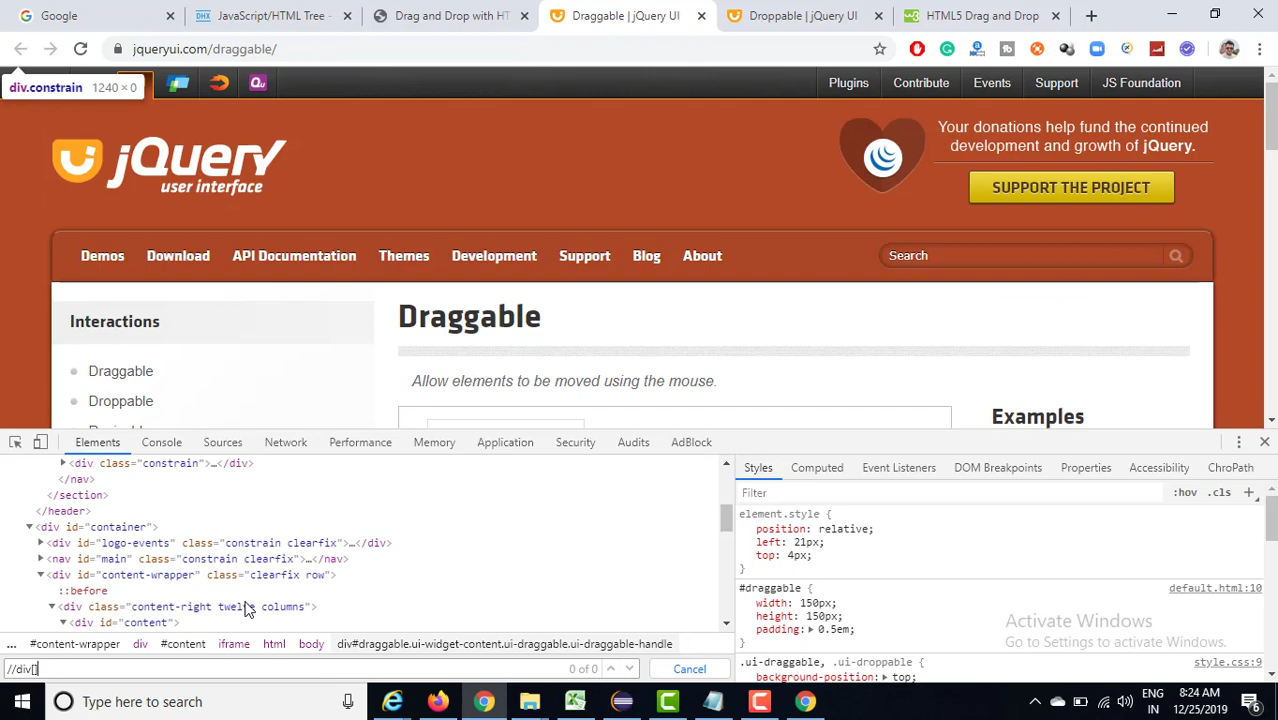 Google
JavaScript/HTML Tree -
Drag and Drop with HT
Draggable | jQuery UI
Droppable | jQuery UI
HTML5 Drag and Drop
jqueryui.com/draggable/
div.constrain 1240 × 0
Qu
Plugins Contribute Events Support JS Foundation
jQuery
user interface
Your donations help fund the continued
development and growth of jQuery.
SUPPORT THE PROJECT
Demos Download API Documentation Themes Development Support Blog About
Search
Interactions
Draggable
Droppable
Draggable
Allow elements to be moved using the mouse.
Examples
Elements Console Sources Network Performance Memory Application Security Audits AdBlock
<div class="constrain">…</div>
</nav>
</section>
</header>
<div id="container">
<div id="logo-events" class="constrain clearfix">…</div>
<nav id="main" class="constrain clearfix">…</nav>
<div id="content-wrapper" class="clearfix row">
::before
<div class="content-right twelve columns">
<div id="content">
... #content-wrapper div #content iframe html body div#draggable.ui-widget-content.ui-draggable.ui-draggable-handle
//div[]
0 of 0
Cancel
Styles Computed Event Listeners DOM Breakpoints Properties Accessibility ChroPath
Filter
:hov .cls +
element.style {
position: relative;
left: 21px;
top: 4px;
}
#draggable {
default.html:10
width: 150px;
height: 150px;
padding: 0.5em;
}
.ui-draggable, .ui-droppable {
style.css:9
background-position: top;
Activate Windows
Go to Settings to activate Windows.
Type here to search
ENG
IN
8:24 AM
12/25/2019
6